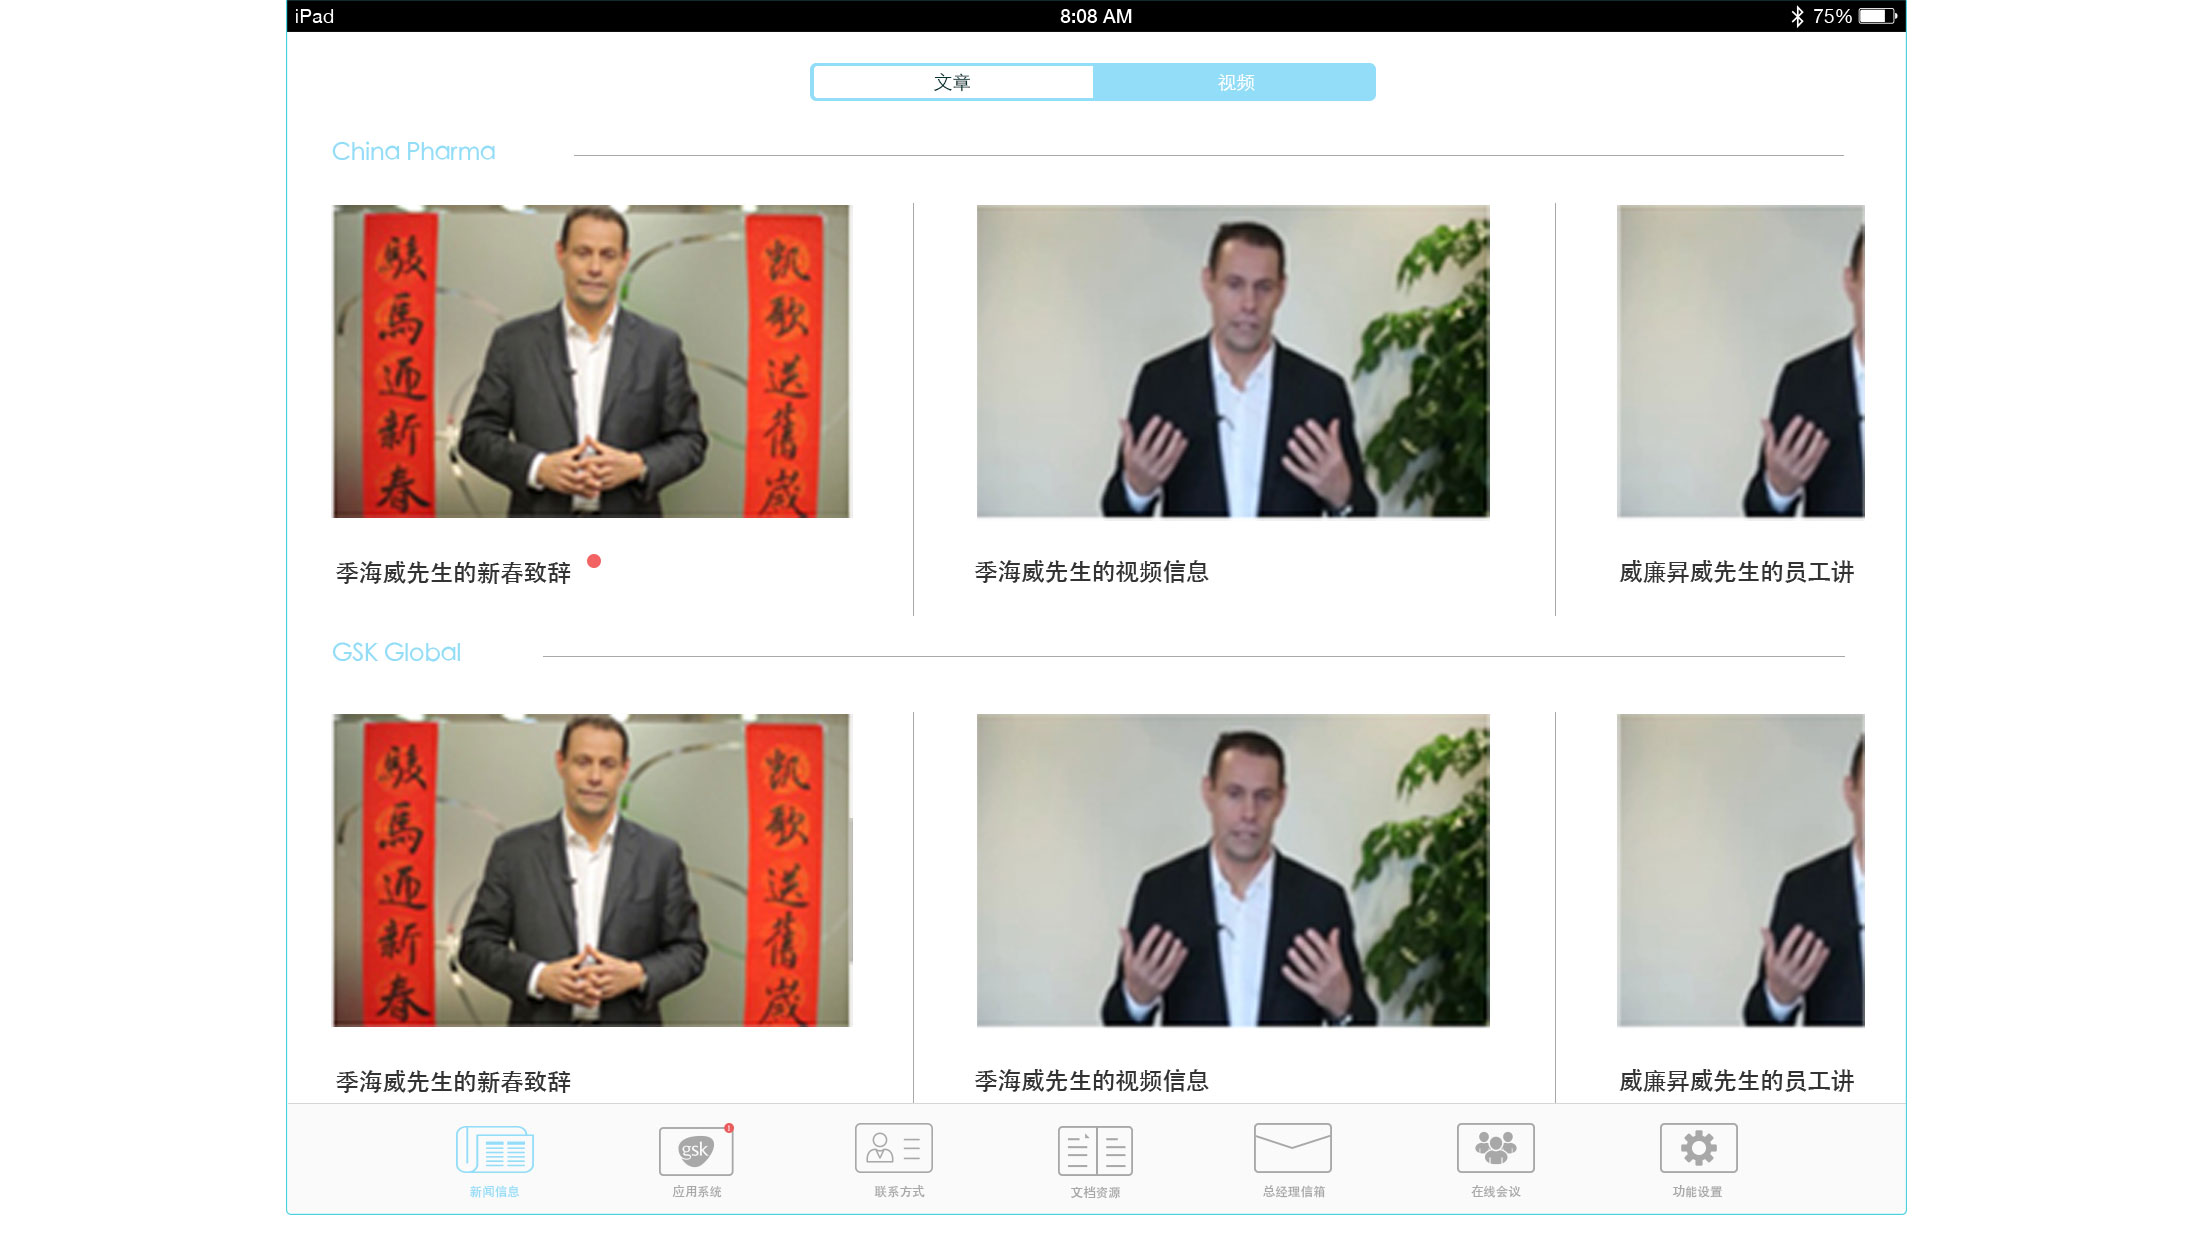 iPad
8:08 AM
75%
文章
视频
China Pharma
駿馬迎新春
凯歌送舊歲
季海威先生的新春致辞
季海威先生的视频信息
威廉昇威先生的员工讲
GSK Global
駿馬迎新春
凯歌送舊歲
季海威先生的新春致辞
季海威先生的视频信息
威廉昇威先生的员工讲
gsk
新闻信息
应用系统
联系方式
文档资源
总经理信箱
在线会议
功能设置